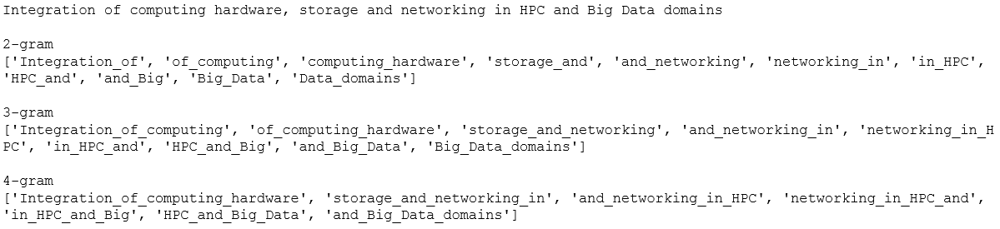 Integration of computing hardware, storage and networking in HPC and Big Data domains
2-gram
['Integration_of', 'of_computing', 'computing_hardware', 'storage_and', 'and_networking', 'networking_in', 'in_HPC',
'HPC_and', 'and_Big', 'Big_Data', 'Data_domains']
3-gram
['Integration_of_computing', 'of_computing_hardware', 'storage_and_networking', 'and_networking_in', 'networking_in_H
PC', 'in_HPC_and', 'HPC_and_Big', 'and_Big_Data', 'Big_Data_domains']
4-gram
['Integration_of_computing_hardware', 'storage_and_networking_in', 'and_networking_in_HPC', 'networking_in_HPC_and',
'in_HPC_and_Big', 'HPC_and_Big_Data', 'and_Big_Data_domains']